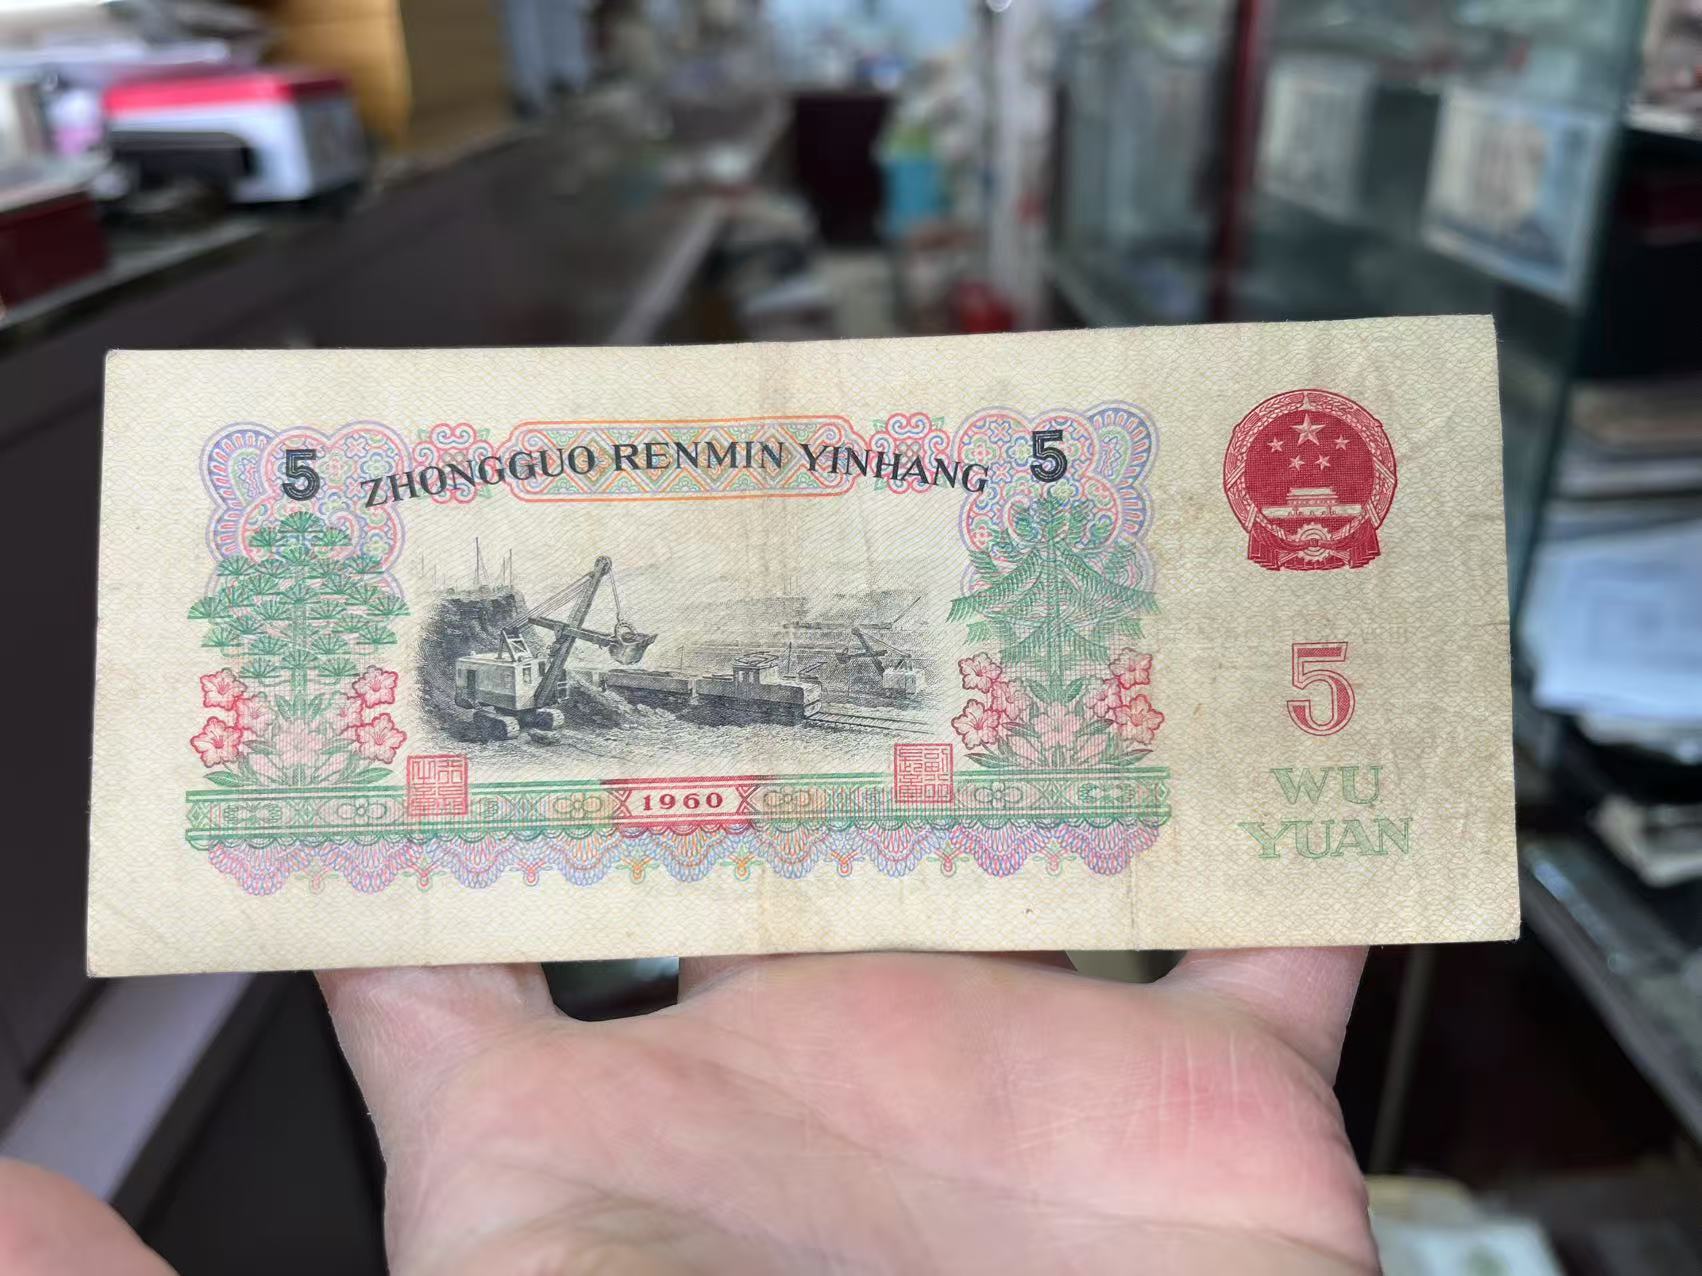 5 ZHONGGUO RENMIN YINHANG 5
1960
5
WU
YUAN